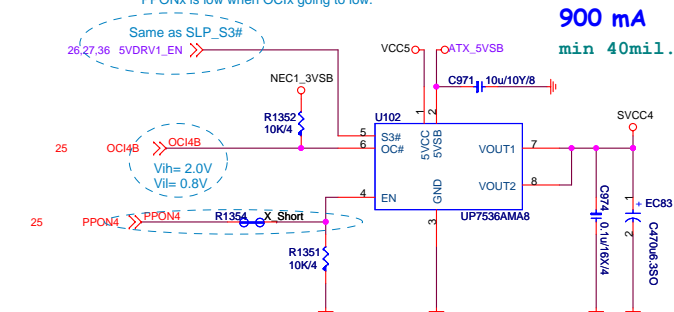 PPONx is low when OCIx going to low.
900 mA
min 40mil.
Same as SLP_S3#
26,27,36 5VDRV1_EN
VCC5
ATX_5VSB
C971 10u/10Y/8
NEC1_3VSB
SVCC4
R1352
10K/4
U102
1
2
5
S3#
6
OC#
5VCC
5VSB
VOUT1
7
25
OCI4B
OCI4B
Vih= 2.0V
Vil= 0.8V
VOUT2
8
4
EN
GND
UP7536AMA8
3
25
PPON4
PPON4
R1354
X_Short
R1351
10K/4
C974
0.1u/16X/4
1
+
2
EC83
C470u6.3SO